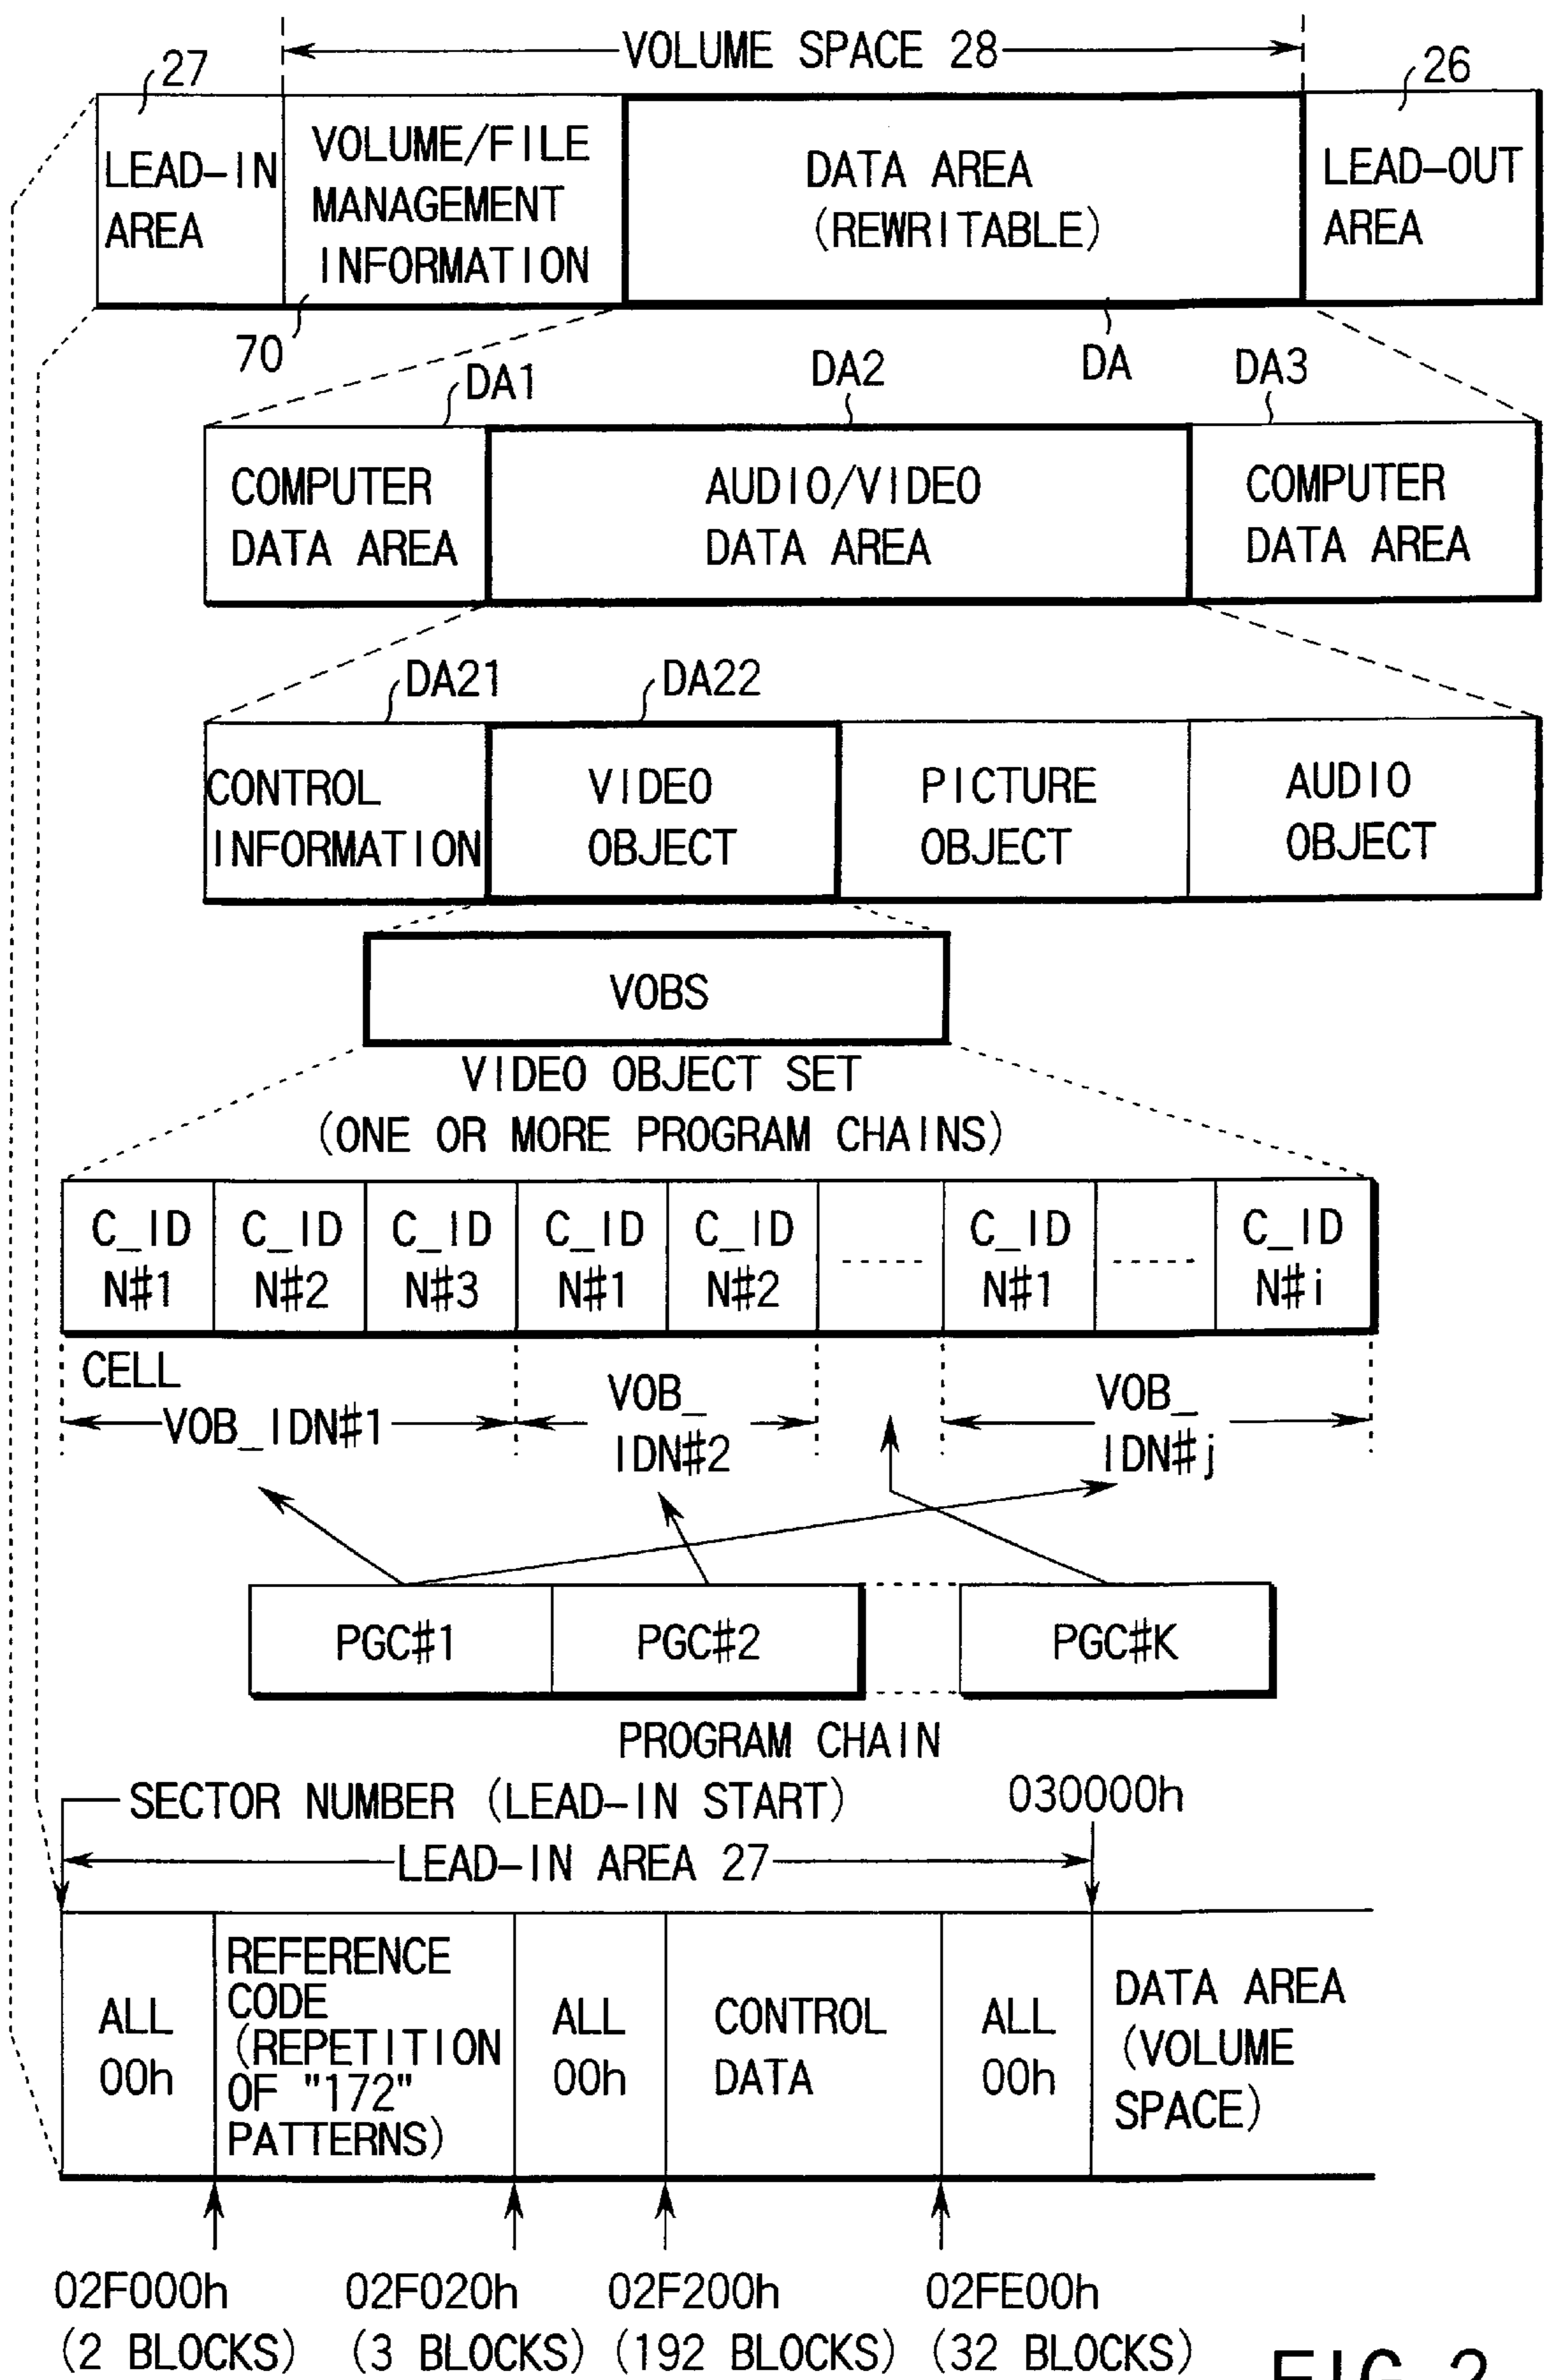 VOLUME SPACE 28
27
26
LEAD-IN
AREA
VOLUME/FILE
MANAGEMENT
INFORMATION
DATA AREA
(REWRITABLE)
LEAD-OUT
AREA
70
DA
DA1
DA2
DA3
COMPUTER
DATA AREA
AUDIO/VIDEO
DATA AREA
COMPUTER
DATA AREA
DA21
DA22
CONTROL
INFORMATION
VIDEO
OBJECT
PICTURE
OBJECT
AUDIO
OBJECT
VOBS
VIDEO OBJECT SET
(ONE OR MORE PROGRAM CHAINS)
C_ID
N#1
C_ID
N#2
C_ID
N#3
C_ID
N#1
C_ID
N#2
C_ID
N#1
C_ID
N#i
CELL
VOB_IDN#1
VOB_
IDN#2
VOB_
IDN#j
PGC#1
PGC#2
PGC#K
PROGRAM CHAIN
SECTOR NUMBER (LEAD-IN START)
030000h
LEAD-IN AREA 27
ALL
00h
REFERENCE
CODE
(REPETITION
OF "172"
PATTERNS)
ALL
00h
CONTROL
DATA
ALL
00h
DATA AREA
(VOLUME
SPACE)
02F000h
(2 BLOCKS)
02F020h
(3 BLOCKS)
02F200h
(192 BLOCKS)
02FE00h
(32 BLOCKS)
FIG. 2